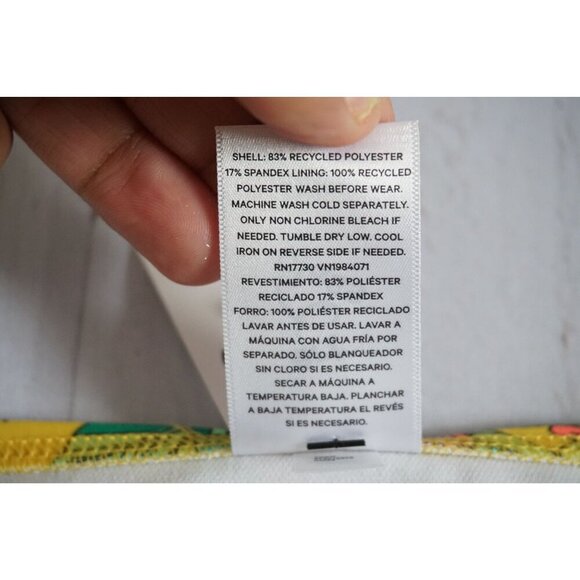 SHELL: 83% RECYCLED POLYESTER
17% SPANDEX LINING: 100% RECYCLED
POLYESTER WASH BEFORE WEAR.
MACHINE WASH COLD SEPARATELY.
ONLY NON CHLORINE BLEACH IF
NEEDED. TUMBLE DRY LOW. COOL
IRON ON REVERSE SIDE IF NEEDED.
RN17730 VN1984071
REVESTIMIENTO: 83% POLIÉSTER
RECICLADO 17% SPANDEX
FORRO: 100% POLIÉSTER RECICLADO
LAVAR ANTES DE USAR. LAVAR A
MÁQUINA CON AGUA FRÍA POR
SEPARADO. SÓLO BLANQUEADOR
SIN CLORO SI ES NECESARIO.
SECAR A MÁQUINA A
TEMPERATURA BAJA. PLANCHAR
A BAJA TEMPERATURA EL REVÉS
SI ES NECESARIO.